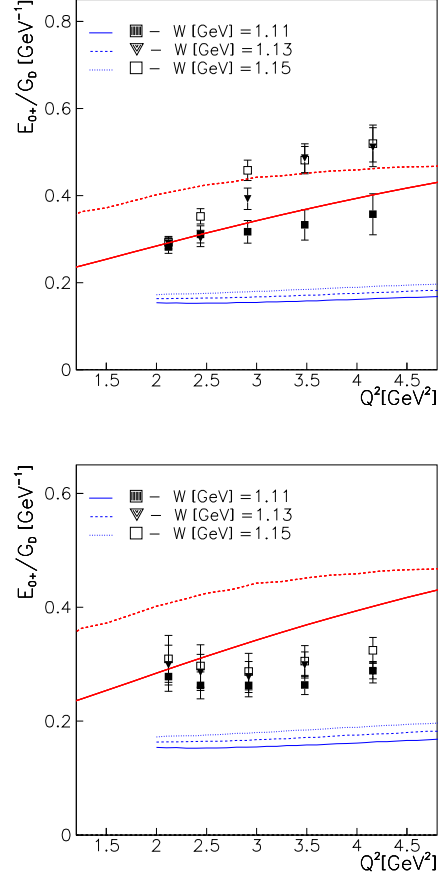 E₀₊/G_D [GeV⁻¹]
0.8
0.6
0.4
0.2
0
W [GeV] = 1.11
W [GeV] = 1.13
W [GeV] = 1.15
1.5 2 2.5 3 3.5 4 4.5
Q²[GeV²]
E₀₊/G_D [GeV⁻¹]
0.6
0.4
0.2
0
W [GeV] = 1.11
W [GeV] = 1.13
W [GeV] = 1.15
1.5 2 2.5 3 3.5 4 4.5
Q²[GeV²]